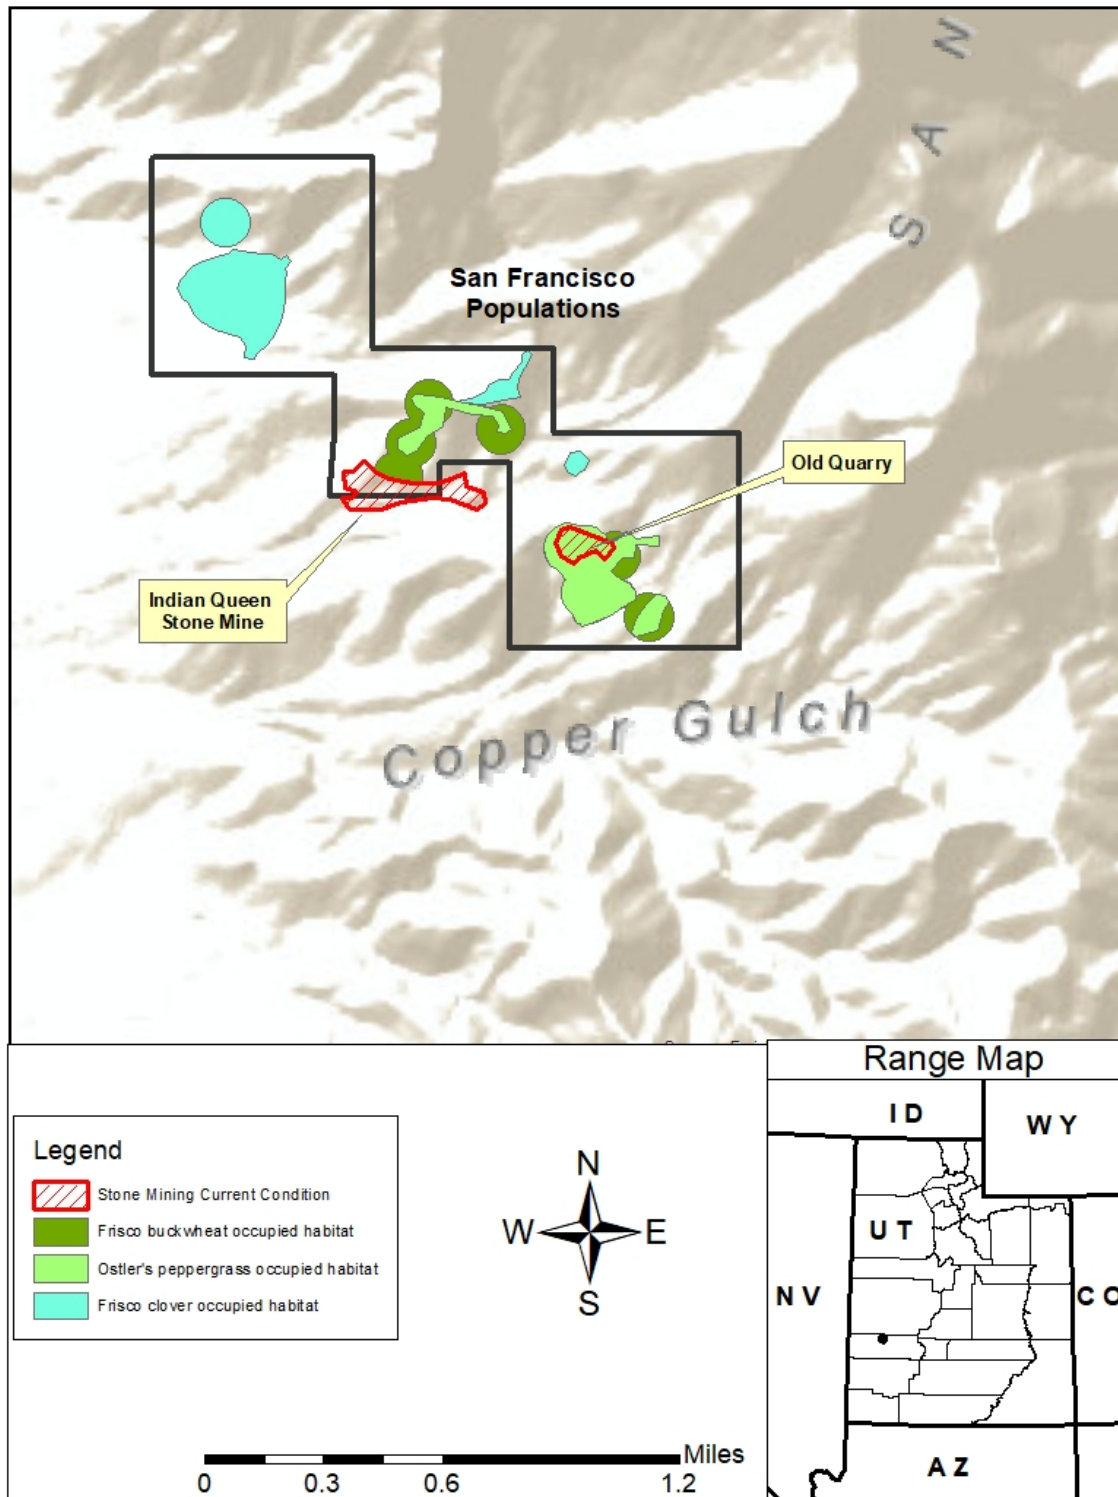 S A N
San Francisco
Populations
Old Quarry
Indian Queen
Stone Mine
Copper Gulch
Range Map
ID
WY
UT
NV
CO
AZ
Legend
Stone Mining Current Condition
Frisco buckwheat occupied habitat
Ostler's peppergrass occupied habitat
Frisco clover occupied habitat
N
W E
S
Miles
0 0.3 0.6 1.2